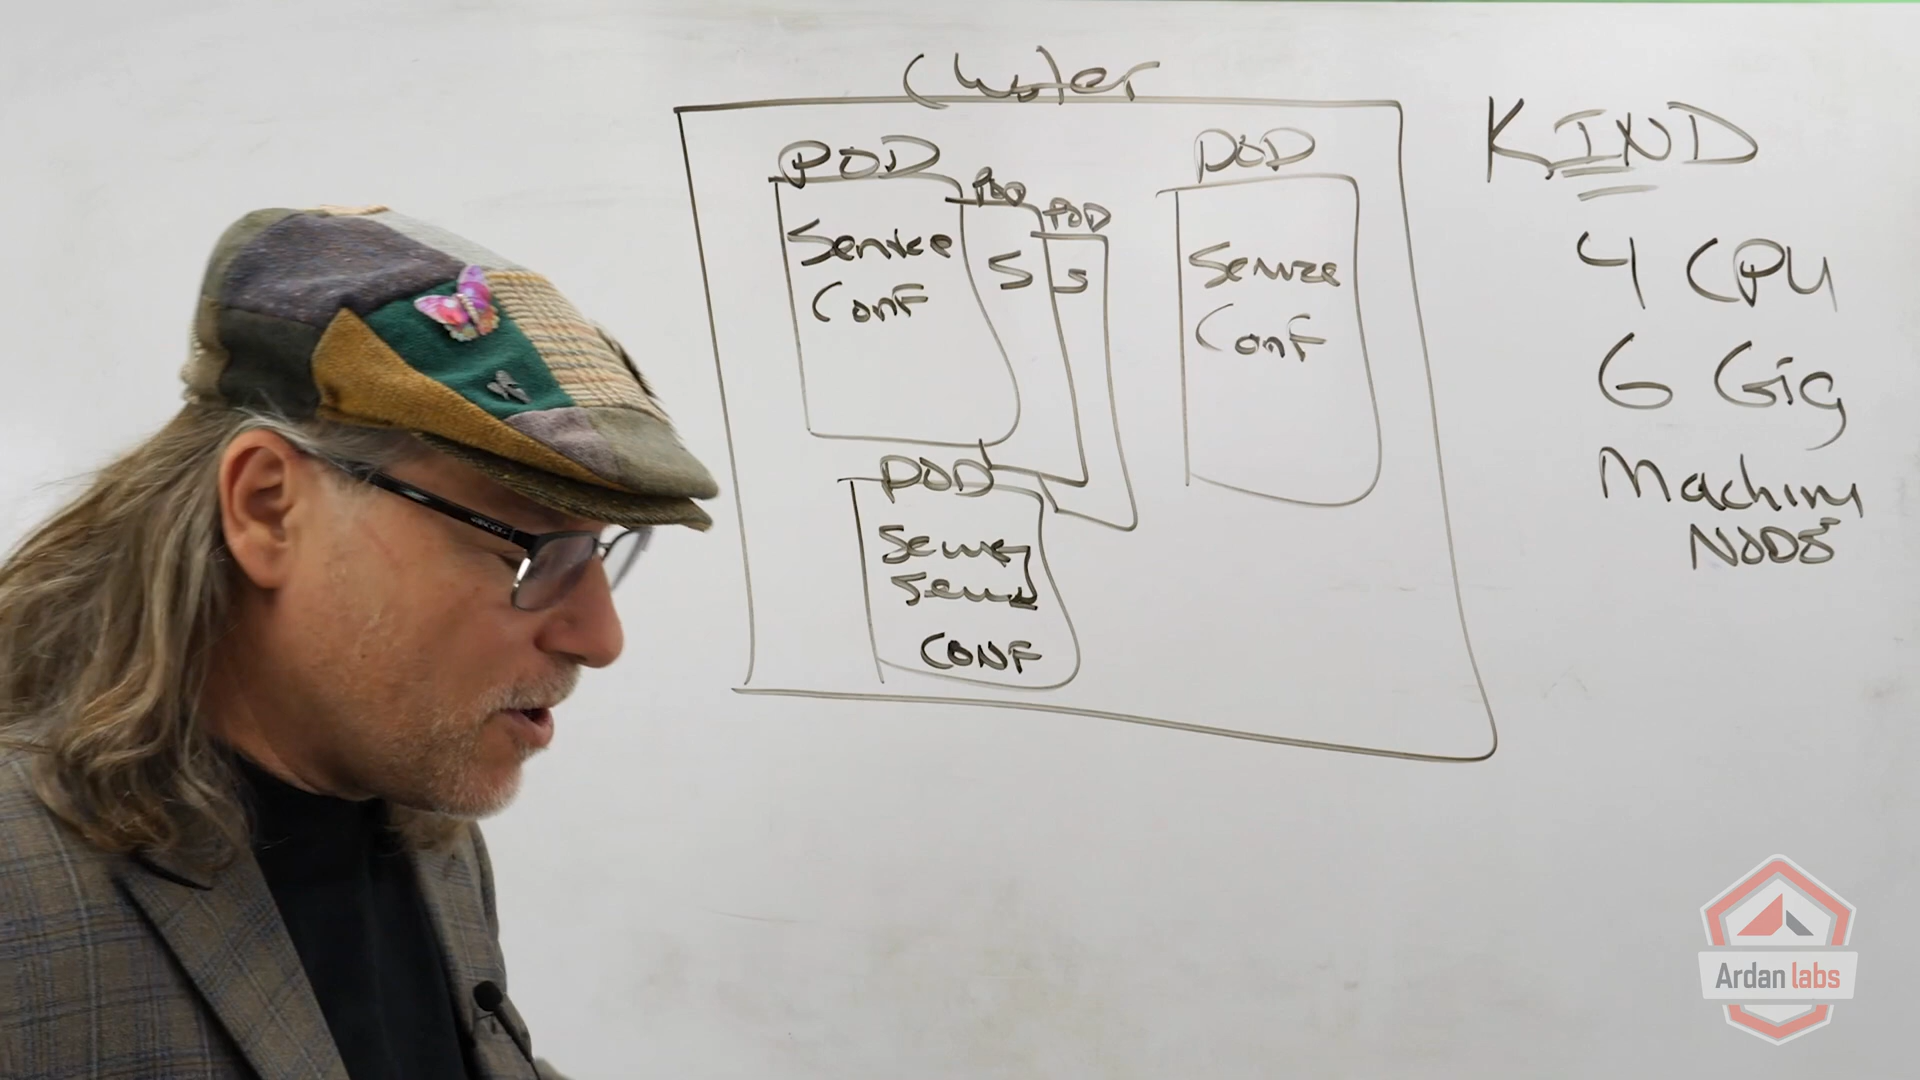 Cluster
POD
POD
POD
POD
Service
Conf
S
S
Service
Conf
POD
CONF
KIND
4 CPU
6 Gig
Machine
NODE
Ardan labs